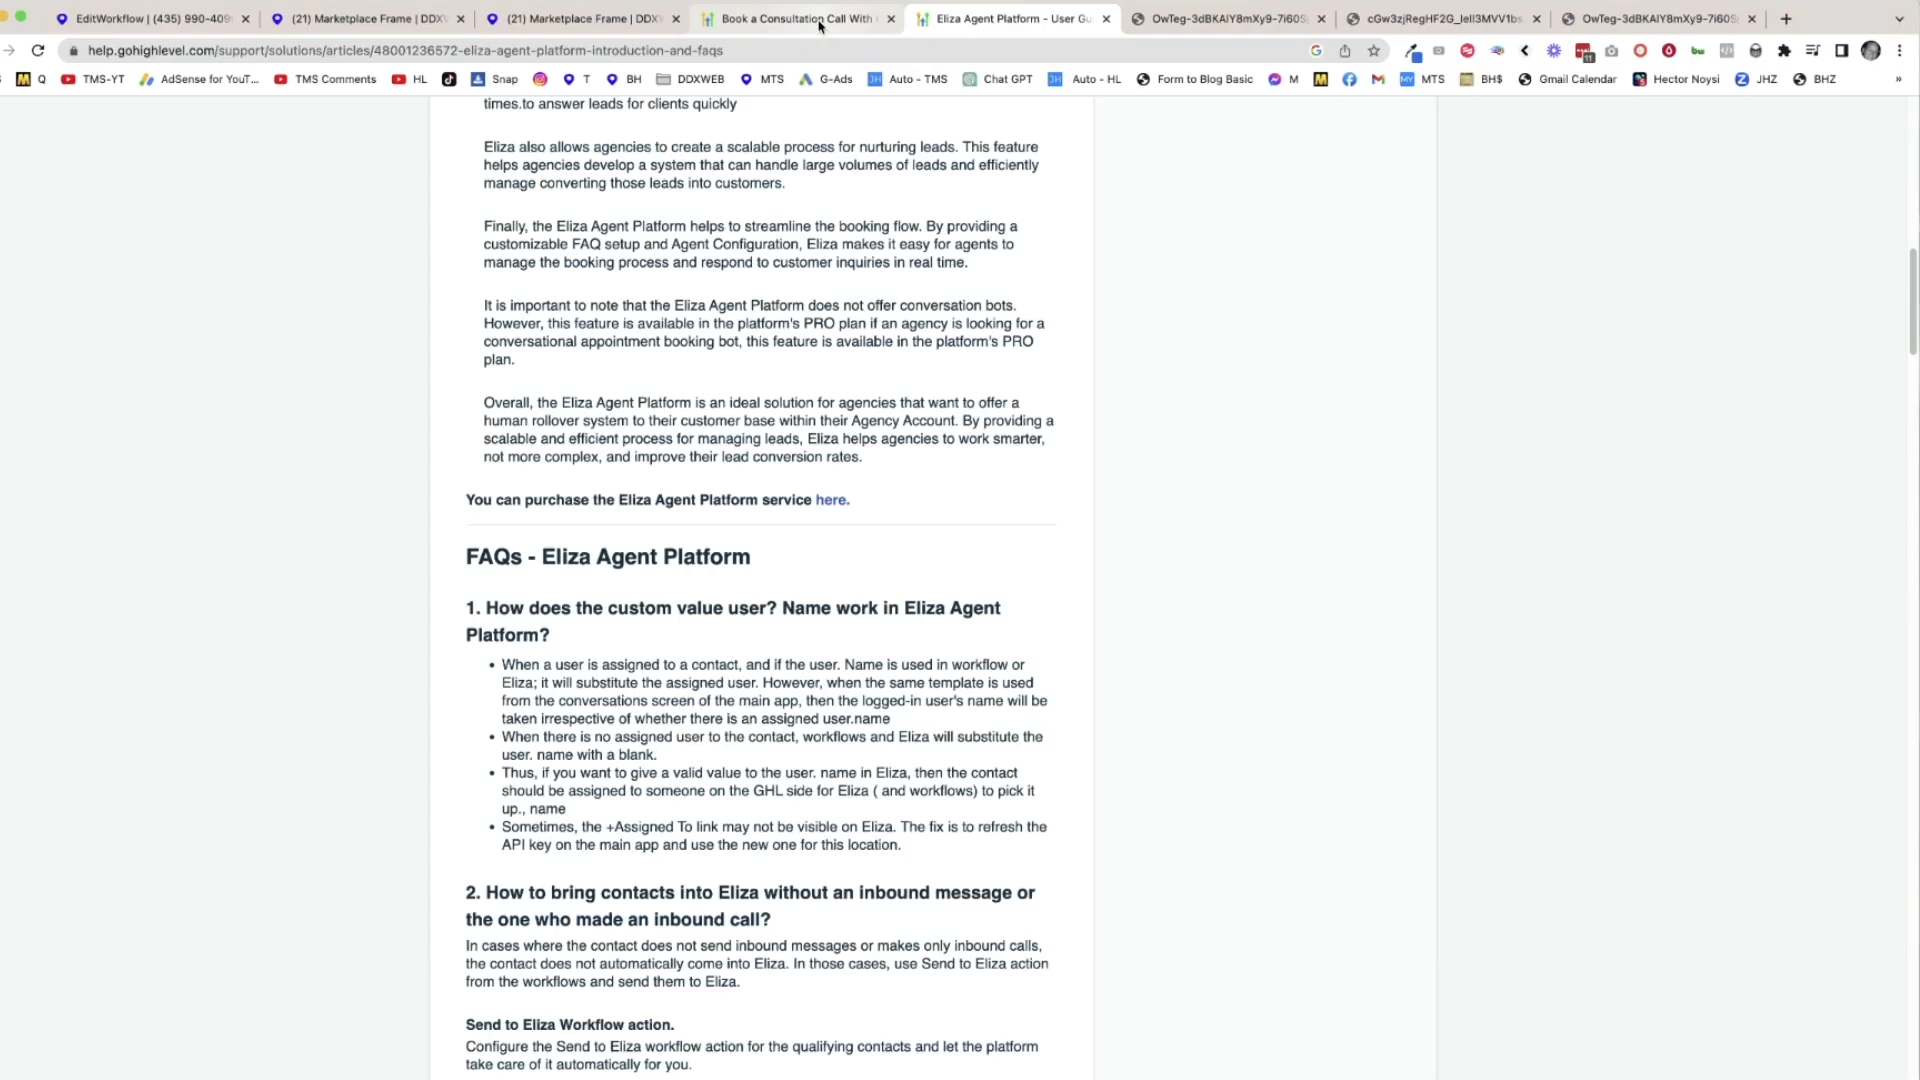 EditWorkflow | (435) 990-409
(21) Marketplace Frame | DDXV
(21) Marketplace Frame | DDXV
Book a Consultation Call With
Eliza Agent Platform - User Gu
help.gohighlevel.com/support/solutions/articles/48001236572-eliza-agent-platform-introduction-and-faqs
11
Q TMS-YT AdSense for YouT... TMS Comments HL Snap T BH DDXWEB MTS G-Ads Auto - TMS Chat GPT Auto - HL Form to Blog Basic M MTS BH$ Gmail Calendar Hector Noysi JHZ BHZ »
times.to answer leads for clients quickly
Eliza also allows agencies to create a scalable process for nurturing leads. This feature
helps agencies develop a system that can handle large volumes of leads and efficiently
manage converting those leads into customers.
Finally, the Eliza Agent Platform helps to streamline the booking flow. By providing a
customizable FAQ setup and Agent Configuration, Eliza makes it easy for agents to
manage the booking process and respond to customer inquiries in real time.
It is important to note that the Eliza Agent Platform does not offer conversation bots.
However, this feature is available in the platform's PRO plan if an agency is looking for a
conversational appointment booking bot, this feature is available in the platform's PRO
plan.
Overall, the Eliza Agent Platform is an ideal solution for agencies that want to offer a
human rollover system to their customer base within their Agency Account. By providing a
scalable and efficient process for managing leads, Eliza helps agencies to work smarter,
not more complex, and improve their lead conversion rates.
You can purchase the Eliza Agent Platform service here.
FAQs - Eliza Agent Platform
1. How does the custom value user? Name work in Eliza Agent
Platform?
• When a user is assigned to a contact, and if the user. Name is used in workflow or
Eliza; it will substitute the assigned user. However, when the same template is used
from the conversations screen of the main app, then the logged-in user's name will be
taken irrespective of whether there is an assigned user.name
• When there is no assigned user to the contact, workflows and Eliza will substitute the
user. name with a blank.
• Thus, if you want to give a valid value to the user. name in Eliza, then the contact
should be assigned to someone on the GHL side for Eliza ( and workflows) to pick it
up., name
• Sometimes, the +Assigned To link may not be visible on Eliza. The fix is to refresh the
API key on the main app and use the new one for this location.
2. How to bring contacts into Eliza without an inbound message or
the one who made an inbound call?
In cases where the contact does not send inbound messages or makes only inbound calls,
the contact does not automatically come into Eliza. In those cases, use Send to Eliza action
from the workflows and send them to Eliza.
Send to Eliza Workflow action.
Configure the Send to Eliza workflow action for the qualifying contacts and let the platform
take care of it automatically for you.